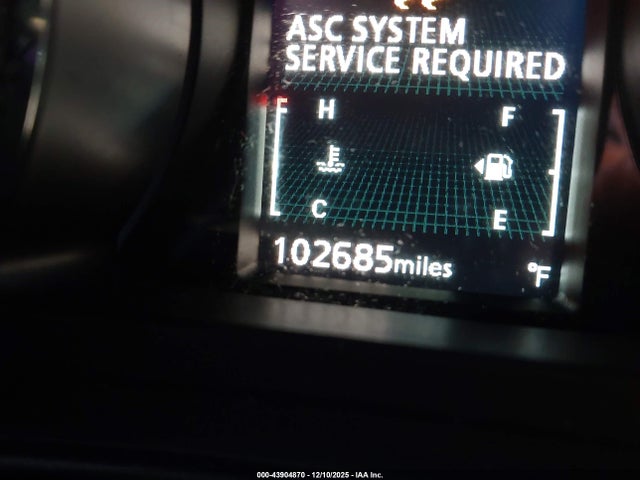 ASC SYSTEM
SERVICE REQUIRED
H F
C E
102685miles °F
000-43904870 - 12/10/2025 - IAA Inc.